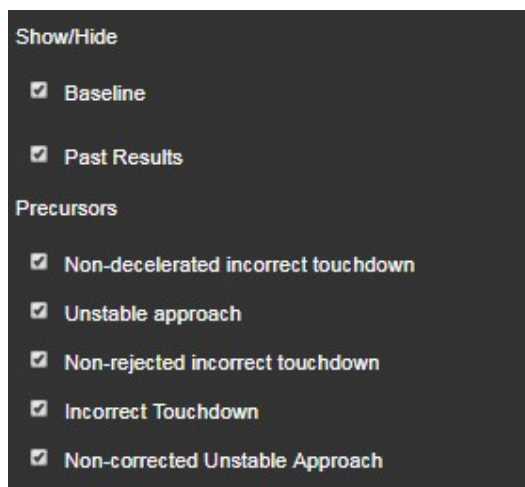 Show/Hide
Baseline
Past Results
Precursors
Non-decelerated incorrect touchdown
Unstable approach
Non-rejected incorrect touchdown
Incorrect Touchdown
Non-corrected Unstable Approach